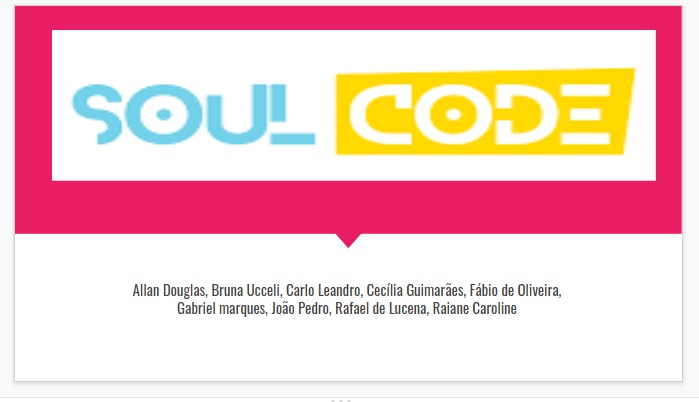 SOUL CODE
Allan Douglas, Bruna Ucceli, Carlo Leandro, Cecília Guimarães, Fábio de Oliveira,
Gabriel marques, João Pedro, Rafael de Lucena, Raiane Caroline